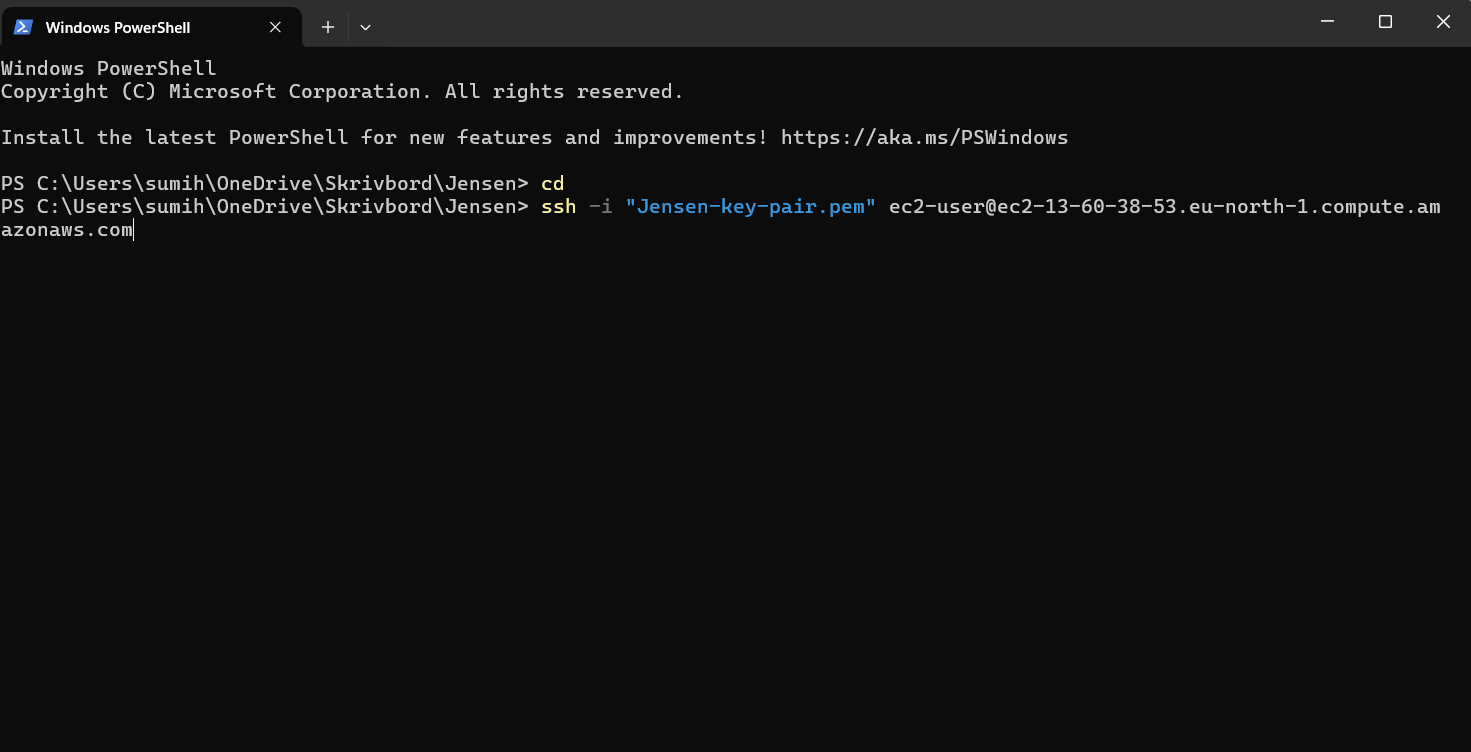 Windows PowerShell
Windows PowerShell
Copyright (C) Microsoft Corporation. All rights reserved.
Install the latest PowerShell for new features and improvements! https://aka.ms/PSWindows
PS C:\Users\sumih\OneDrive\Skrivbord\Jensen> cd
PS C:\Users\sumih\OneDrive\Skrivbord\Jensen> ssh -i "Jensen-key-pair.pem" ec2-user@ec2-13-60-38-53.eu-north-1.compute.am
azonaws.com